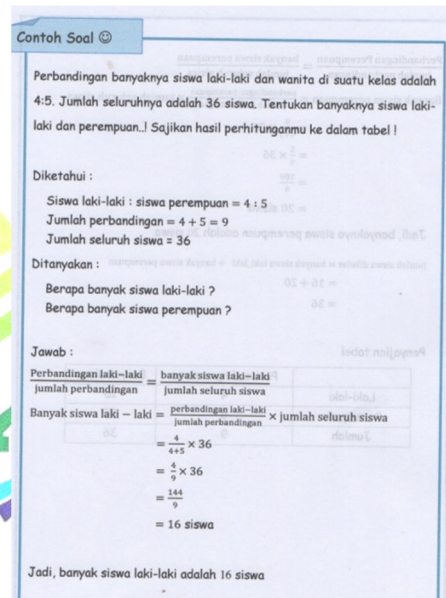 Contoh Soal ☺
Perbandingan banyaknya siswa laki-laki dan wanita di suatu kelas adalah
4:5. Jumlah seluruhnya adalah 36 siswa. Tentukan banyaknya siswa laki-
laki dan perempuan..! Sajikan hasil perhitunganmu ke dalam tabel !
Diketahui :
Siswa laki-laki : siswa perempuan = 4 : 5
Jumlah perbandingan = 4 + 5 = 9
Jumlah seluruh siswa = 36
Ditanyakan :
Berapa banyak siswa laki-laki ?
Berapa banyak siswa perempuan ?
Jawab :
Perbandingan laki-laki/jumlah perbandingan = banyak siswa laki-laki/jumlah seluruh siswa
Banyak siswa laki – laki = perbandingan laki-laki/jumlah perbandingan × jumlah seluruh siswa
= 4/4+5 × 36
= 4/9 × 36
= 144/9
= 16 siswa
Jadi, banyak siswa laki-laki adalah 16 siswa